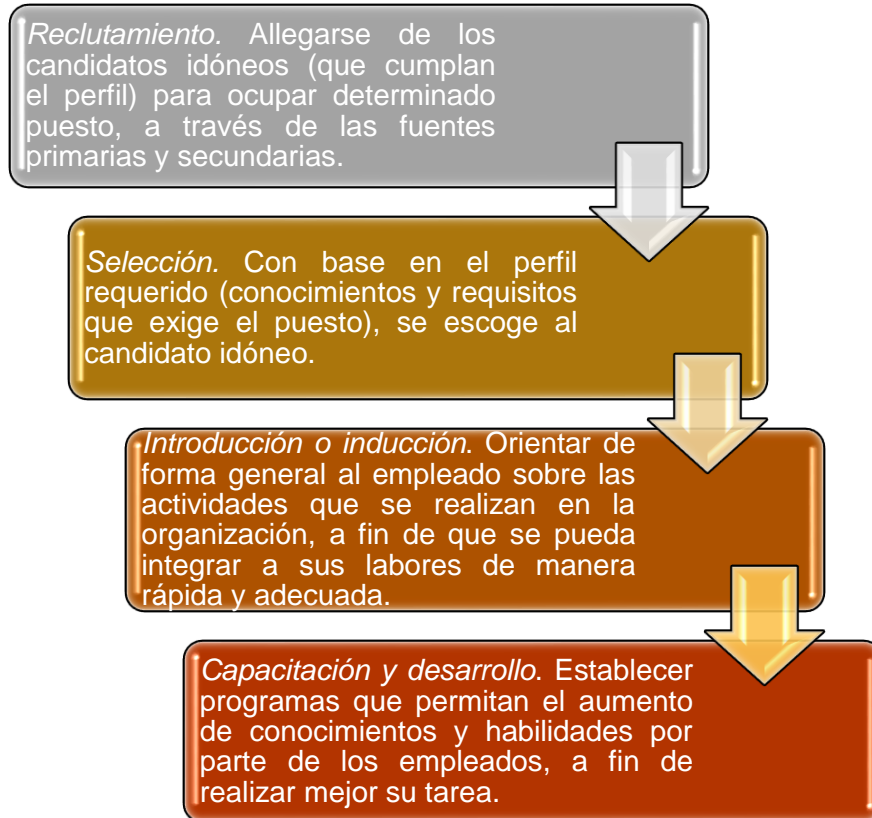 Reclutamiento. Allegarse de los
candidatos idóneos (que cumplan
el perfil) para ocupar determinado
puesto, a través de las fuentes
primarias y secundarias.
Selección. Con base en el perfil
requerido (conocimientos y requisitos
que exige el puesto), se escoge al
candidato idóneo.
Introducción o inducción. Orientar de
forma general al empleado sobre las
actividades que se realizan en la
organización, a fin de que se pueda
integrar a sus labores de manera
rápida y adecuada.
Capacitación y desarrollo. Establecer
programas que permitan el aumento
de conocimientos y habilidades por
parte de los empleados, a fin de
realizar mejor su tarea.